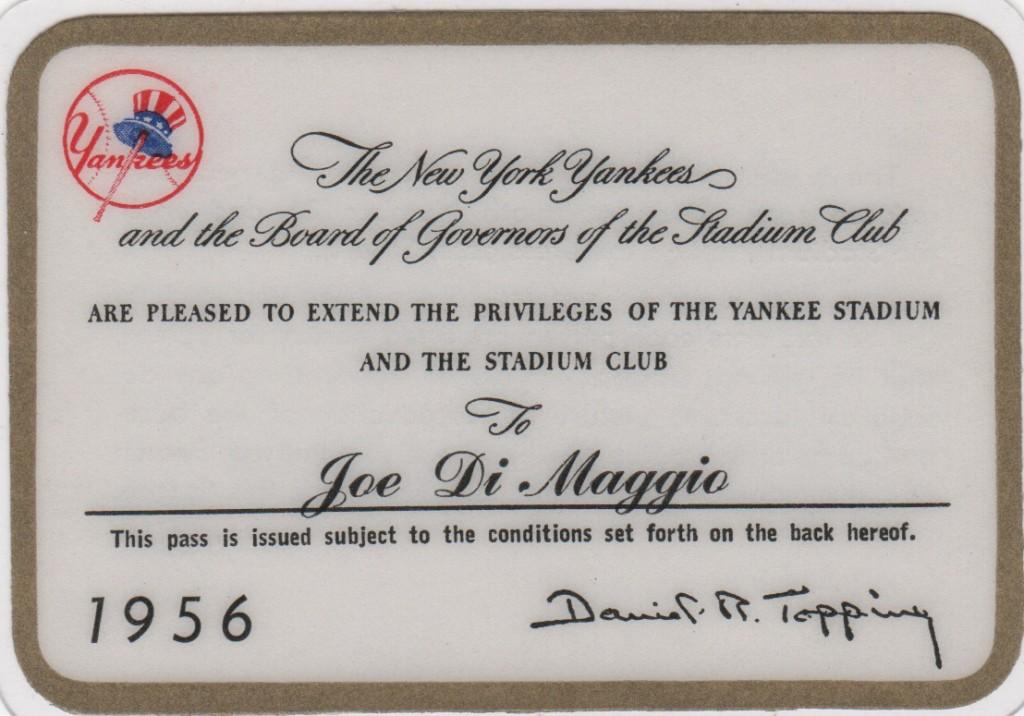 Yankees
The New York Yankees
and the Board of Governors of the Stadium Club
ARE PLEASED TO EXTEND THE PRIVILEGES OF THE YANKEE STADIUM
AND THE STADIUM CLUB
To
Joe Di Maggio
This pass is issued subject to the conditions set forth on the back hereof.
1956
Daniel R. Topping